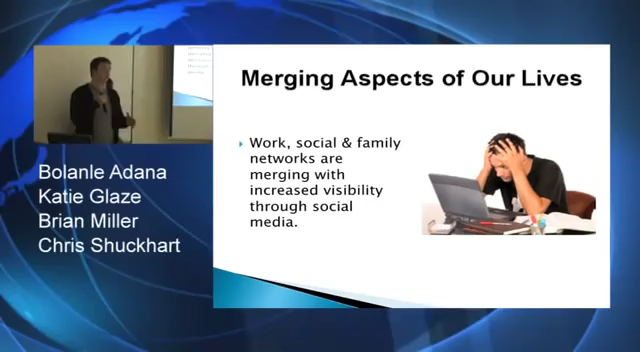 Merging Aspects of Our Lives
Bolanle Adana
Katie Glaze
Brian Miller
Chris Shuckhart
Work, social & family
networks are
merging with
increased visibility
through social
media.